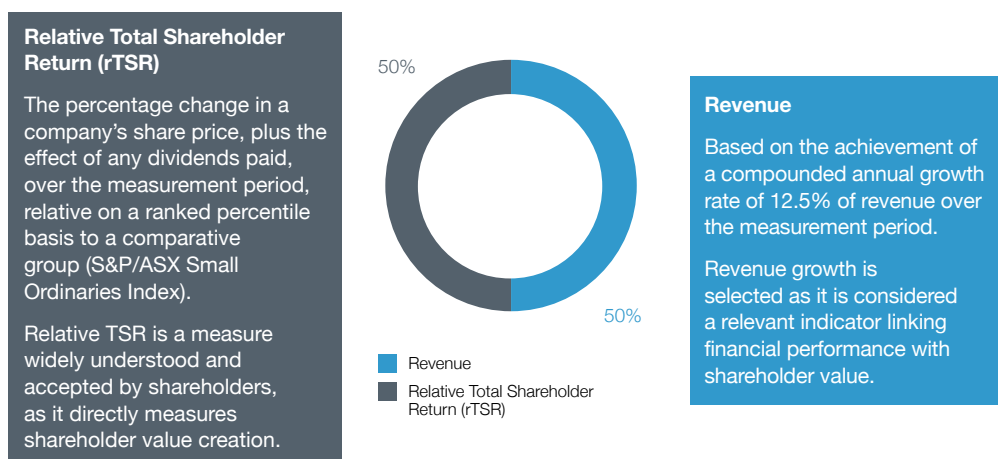 Relative Total Shareholder
Return (rTSR)
The percentage change in a
company's share price, plus the
effect of any dividends paid,
over the measurement period,
relative on a ranked percentile
basis to a comparative
group (S&P/ASX Small
Ordinaries Index).
Relative TSR is a measure
widely understood and
accepted by shareholders,
as it directly measures
shareholder value creation.
50%
50%
Revenue
Relative Total Shareholder
Return (rTSR)
Revenue
Based on the achievement of
a compounded annual growth
rate of 12.5% of revenue over
the measurement period.
Revenue growth is
selected as it is considered
a relevant indicator linking
financial performance with
shareholder value.